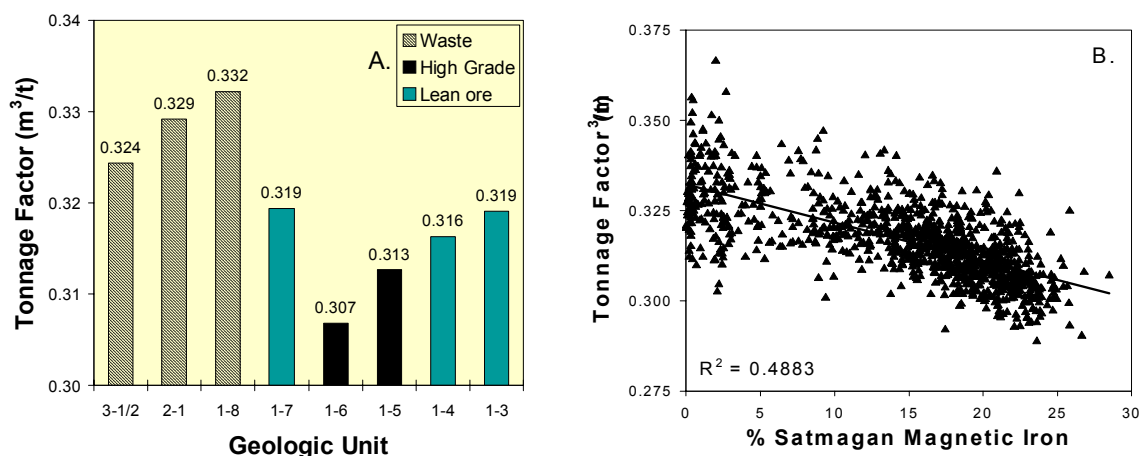 0.34
0.33
0.32
0.31
0.30
Tonnage Factor (m³/t)
A.
Waste
High Grade
Lean ore
0.324
0.329
0.332
0.319
0.307
0.313
0.316
0.319
3-1/2 2-1 1-8 1-7 1-6 1-5 1-4 1-3
Geologic Unit
0.375
0.350
0.325
0.300
0.275
Tonnage Factor
B.
R² = 0.4883
0 5 10 15 20 25 30
% Satmagan Magnetic Iron